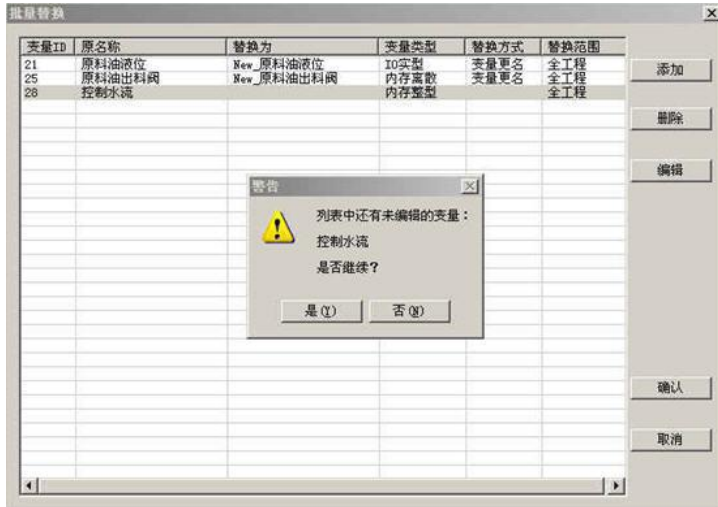 批量替换
变量ID 原名称 替换为 变量类型 替换方式 替换范围
21 原料油液位 New_原料油液位 IO实型 变量更名 全工程
25 原料油出料阀 New_原料油出料阀 内存离散 变量更名 全工程
28 控制水流 内存整型 全工程
添加
删除
编辑
警告
列表中还有未编辑的变量：
控制水流
是否继续？
是(Y) 否(N)
确认
取消